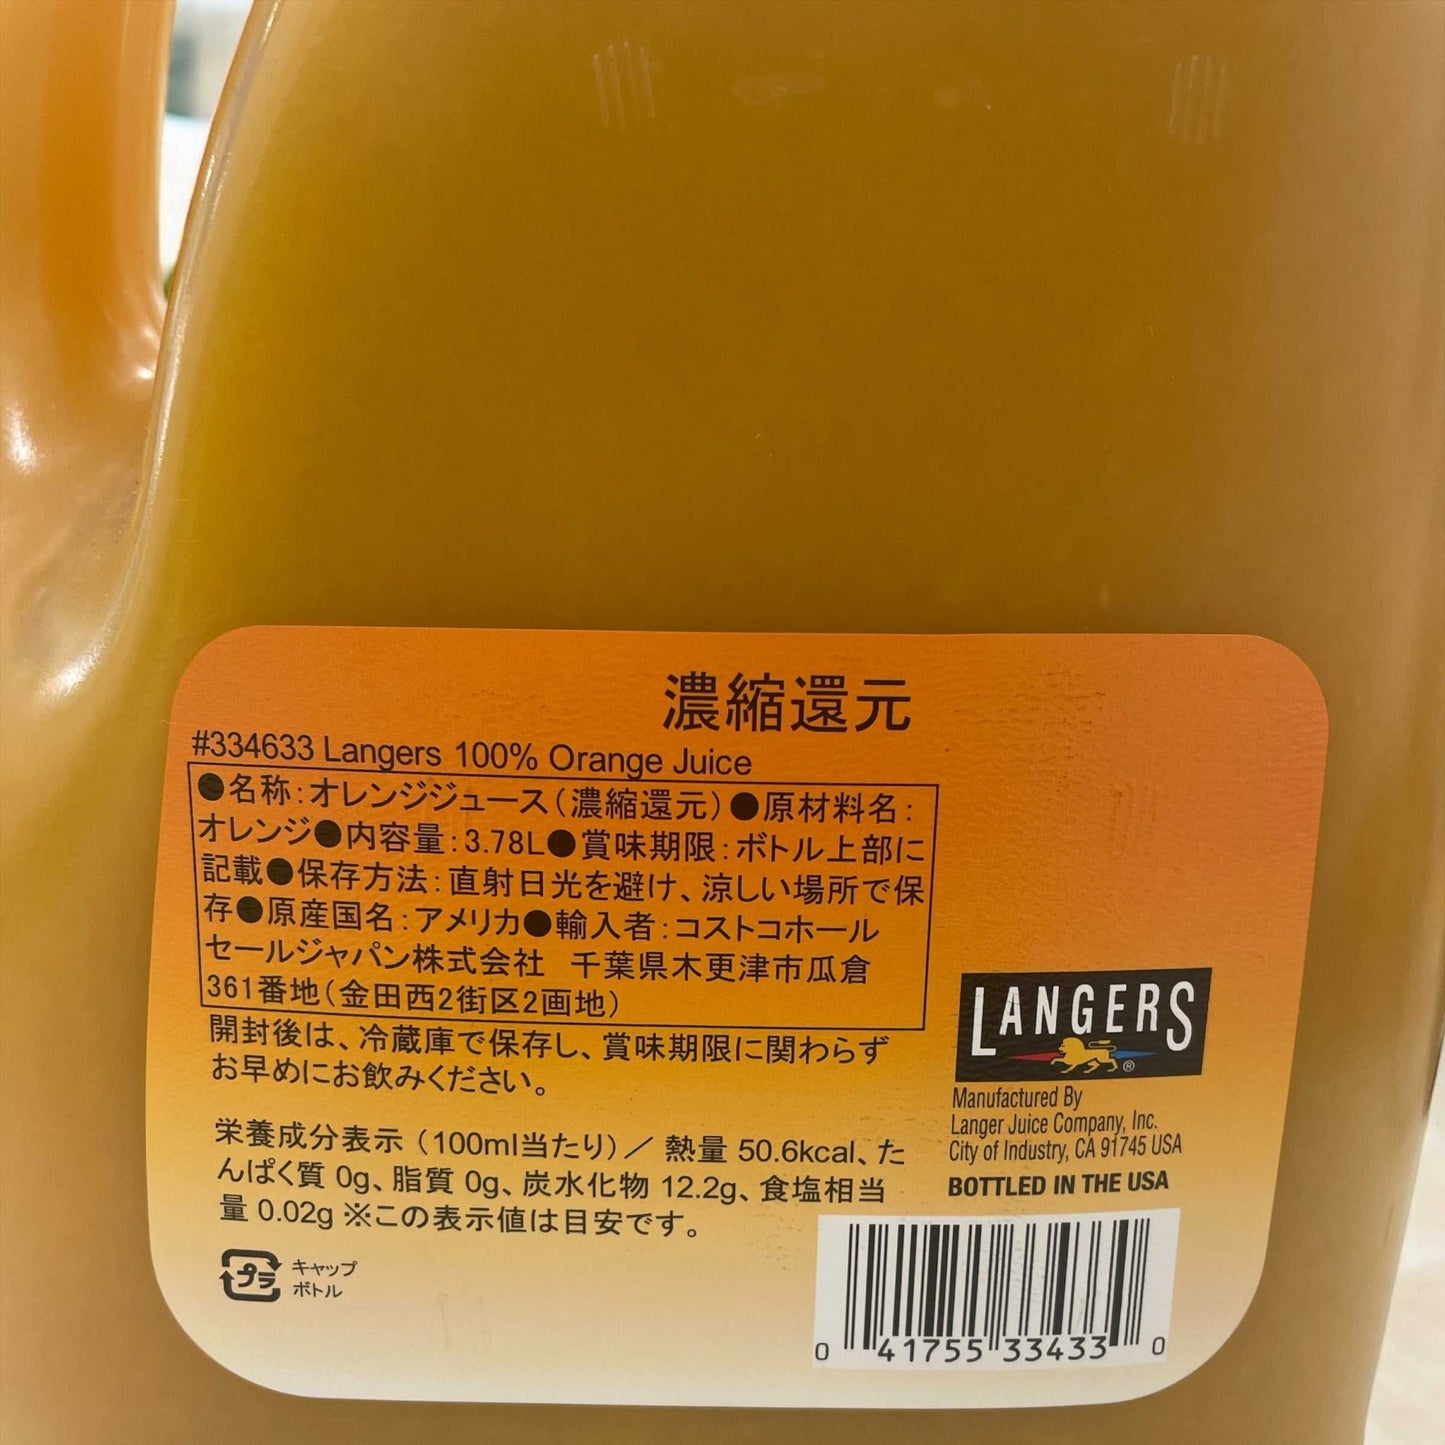 濃縮還元
#334633 Langers 100% Orange Juice
●名称:オレンジジュース(濃縮還元)●原材料名:
オレンジ●内容量:3.78L●賞味期限:ボトル上部に
記載●保存方法:直射日光を避け、涼しい場所で保
存●原産国名:アメリカ●輸入者:コストコホール
セールジャパン株式会社 千葉県木更津市瓜倉
361番地(金田西2街区2画地)
開封後は、冷蔵庫で保存し、賞味期限に関わらず
お早めにお飲みください。
栄養成分表示 (100ml当たり)/ 熱量 50.6kcal、た
んぱく質 0g、脂質 0g、炭水化物 12.2g、食塩相当
量 0.02g ※この表示値は目安です。
プラ
キャップ
ボトル
LANGERS
®
Manufactured By
Langer Juice Company, Inc.
City of Industry, CA 91745 USA
BOTTLED IN THE USA
0 41755 33433 0